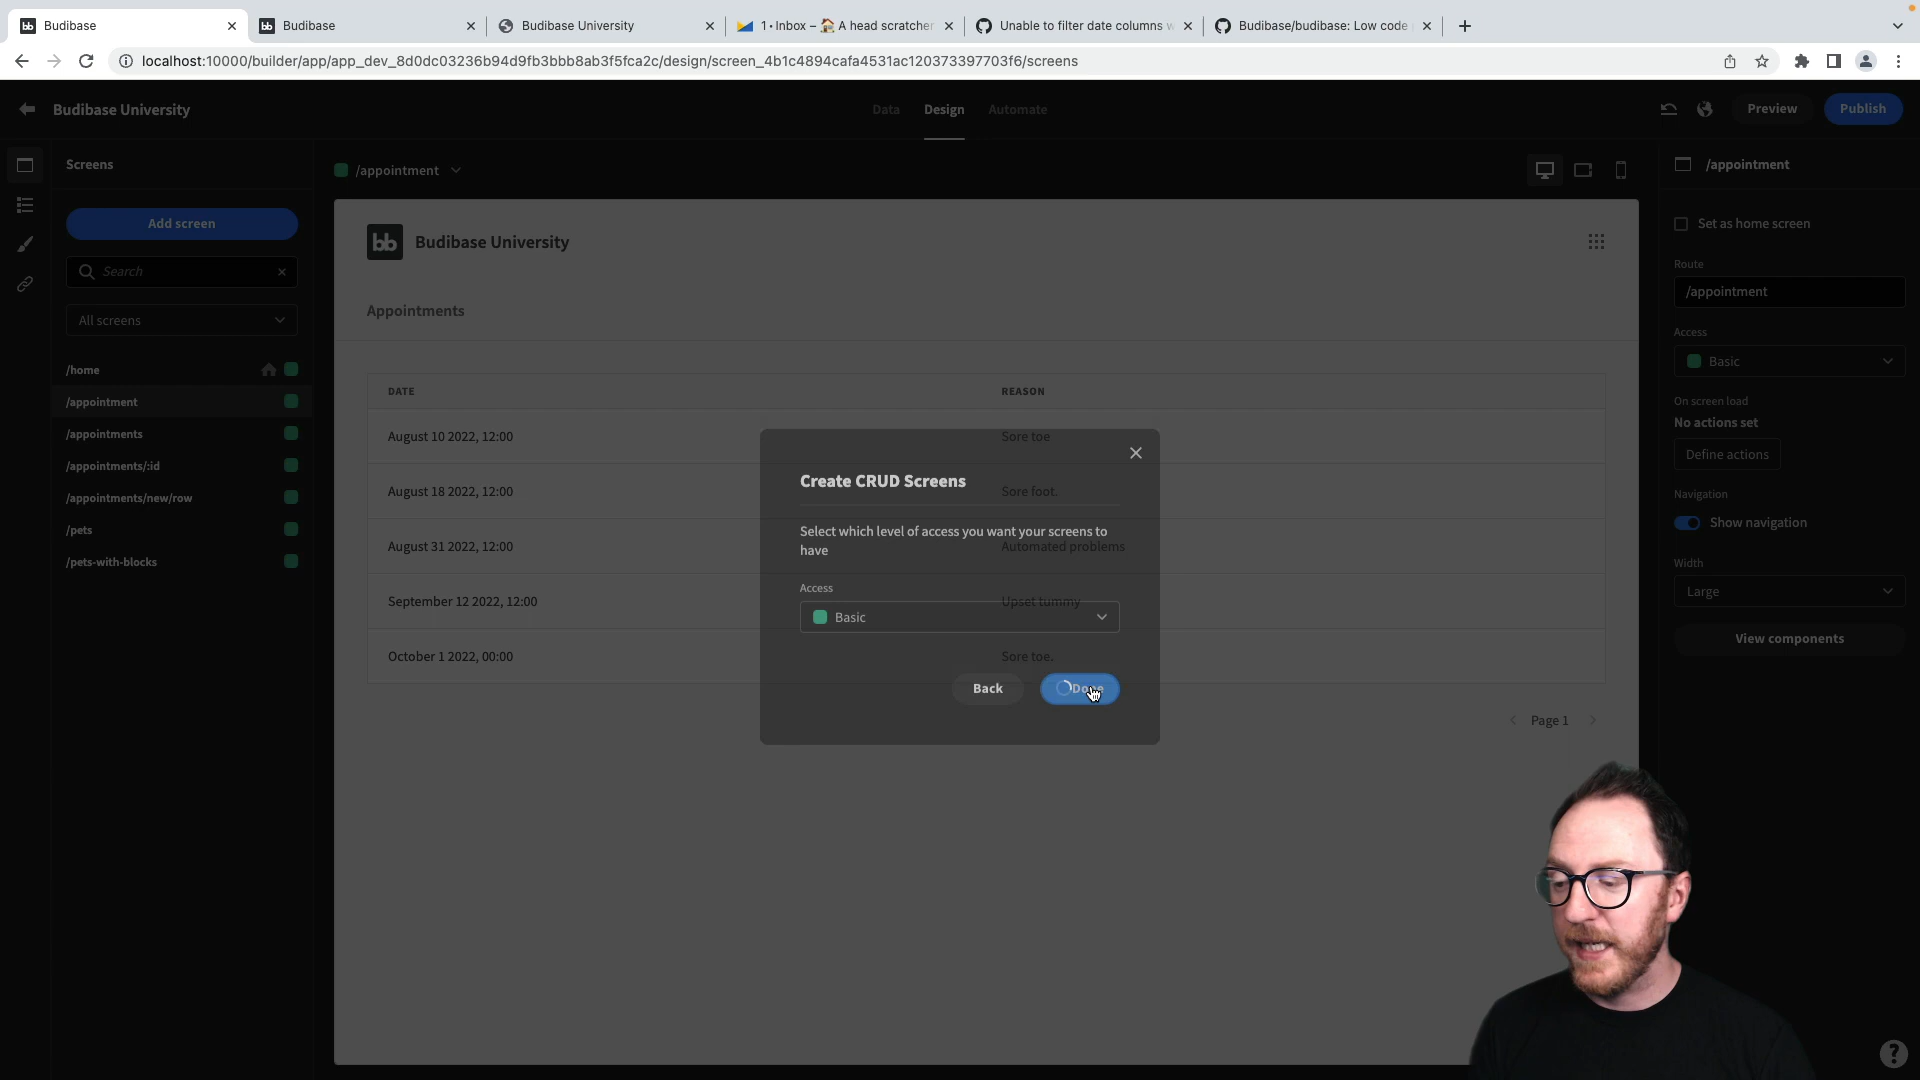 Budibase
Budibase
Budibase University
1 • Inbox – 🏠 A head scratcher
Unable to filter date columns w
Budibase/budibase: Low code
localhost:10000/builder/app/app_dev_8d0dc03236b94d9fb3bbb8ab3f5fca2c/design/screen_4b1c4894cafa4531ac120373397703f6/screens
Budibase University
Data
Design
Automate
Preview
Publish
Screens
/appointment
/appointment
Add screen
Search
All screens
/home
/appointment
/appointments
/appointments/:id
/appointments/new/row
/pets
/pets-with-blocks
bb
Budibase University
Appointments
DATE
REASON
August 10 2022, 12:00
Sore toe
August 18 2022, 12:00
Sore foot.
August 31 2022, 12:00
Automated problems
September 12 2022, 12:00
Upset tummy
October 1 2022, 00:00
Sore toe.
Page 1
Create CRUD Screens
Select which level of access you want your screens to
have
Access
Basic
Back
Done
Set as home screen
Route
/appointment
Access
Basic
On screen load
No actions set
Define actions
Navigation
Show navigation
Width
Large
View components
?